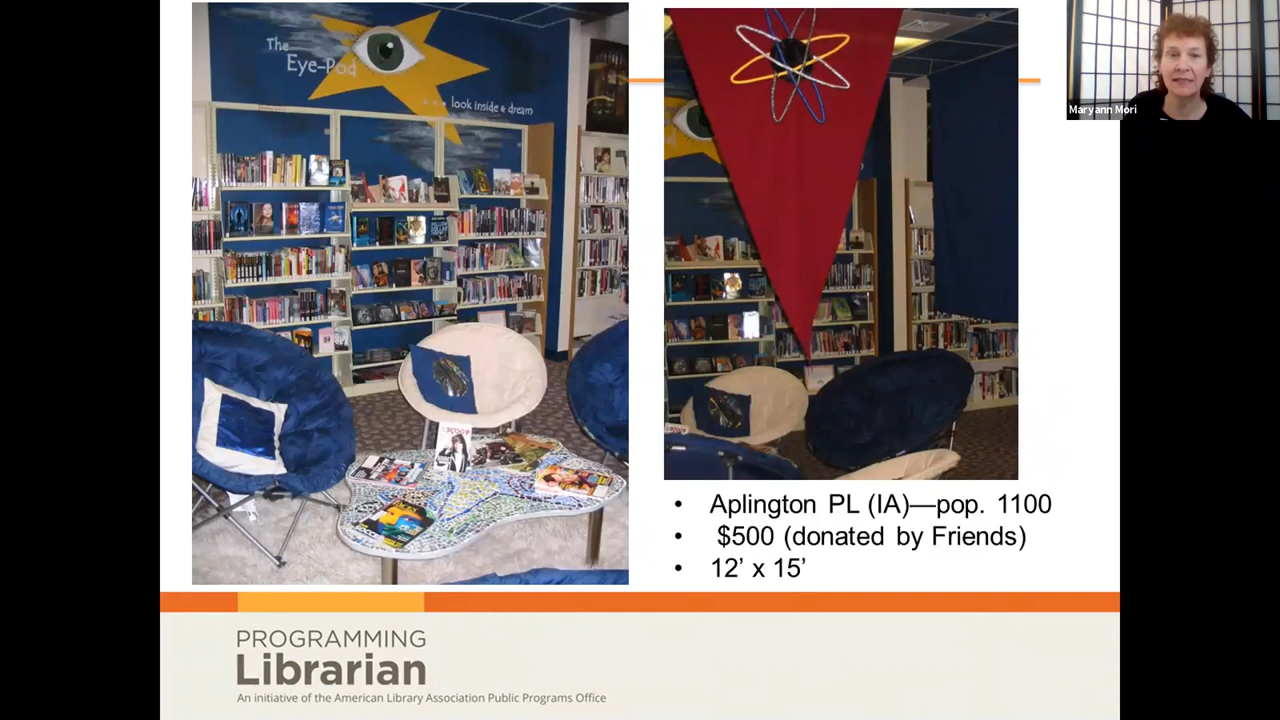 The
Eye-Pod
... look inside & dream
SCOOP
Maryann Mori
• Aplington PL (IA)—pop. 1100
• $500 (donated by Friends)
• 12’ x 15’
PROGRAMMING
Librarian
An initiative of the American Library Association Public Programs Office